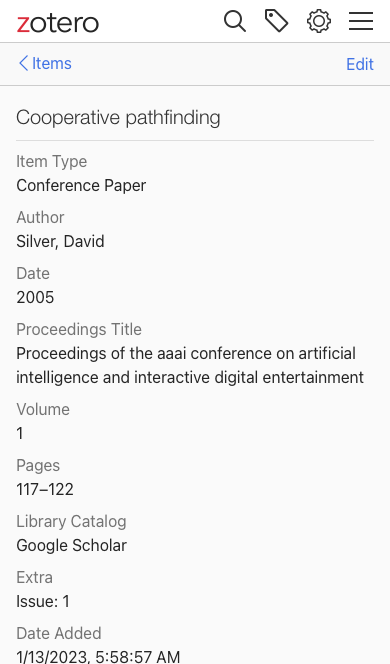 zotero
Items
Edit
Cooperative pathfinding
Item Type
Conference Paper
Author
Silver, David
Date
2005
Proceedings Title
Proceedings of the aaai conference on artificial
intelligence and interactive digital entertainment
Volume
1
Pages
117–122
Library Catalog
Google Scholar
Extra
Issue: 1
Date Added
1/13/2023, 5:58:57 AM